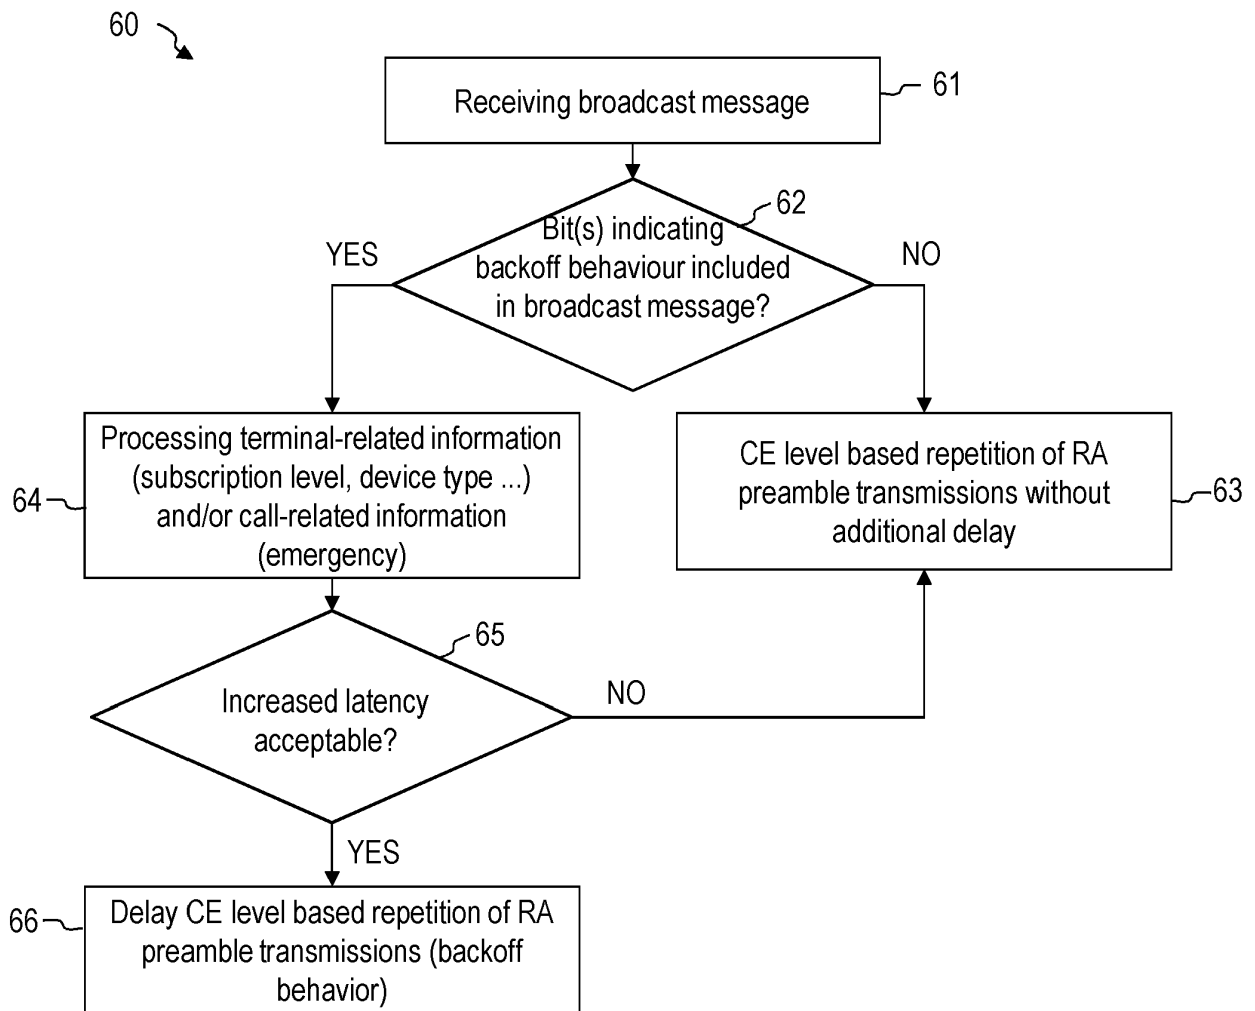 60
Receiving broadcast message
61
62
Bit(s) indicating
backoff behaviour included
in broadcast message?
YES
NO
Processing terminal-related information
(subscription level, device type ...)
and/or call-related information
(emergency)
64
CE level based repetition of RA
preamble transmissions without
additional delay
63
65
Increased latency
acceptable?
NO
YES
66
Delay CE level based repetition of RA
preamble transmissions (backoff
behavior)